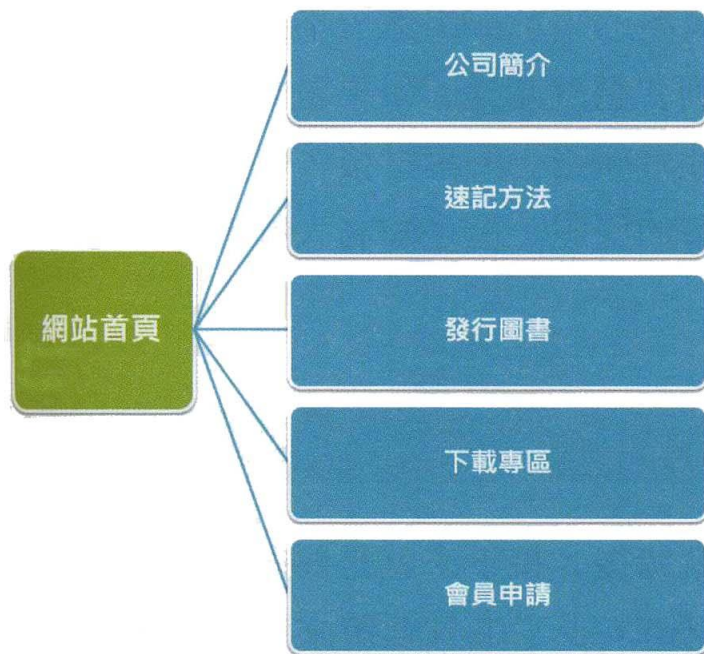 公司簡介
速記方法
網站首頁
發行圖書
下載專區
會員申請